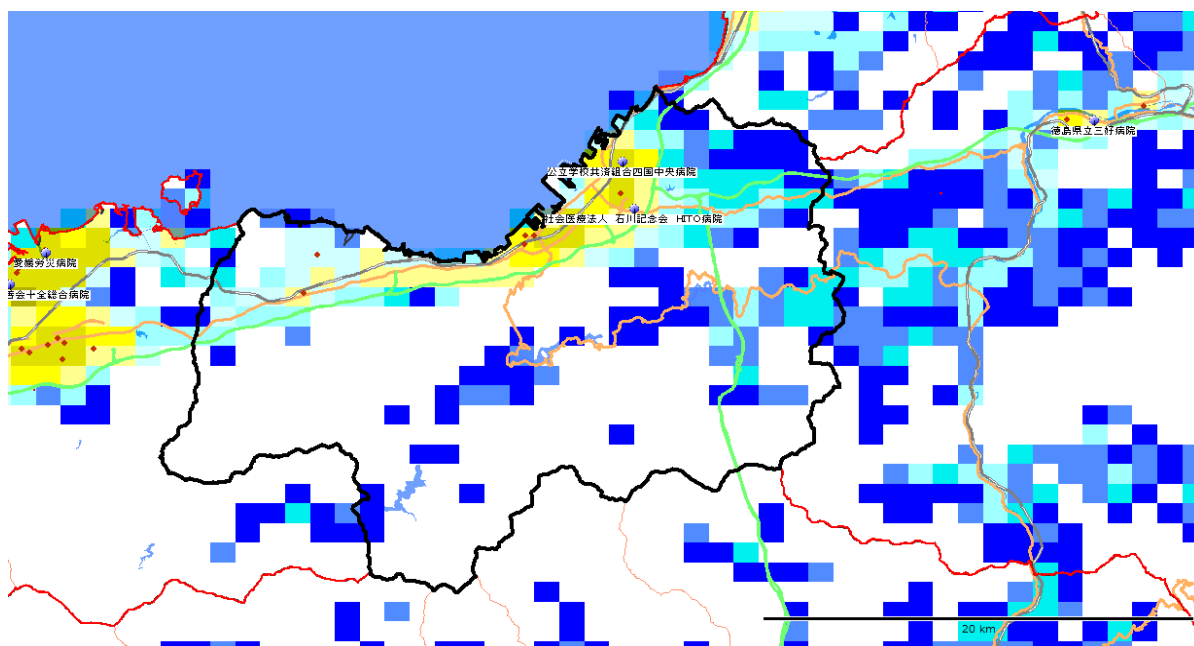 徳島県立三好病院
公立学校共済組合四国中央病院
社会医療法人 石川記念会 HITO病院
愛媛労災病院
善会十全総合病院
20 km